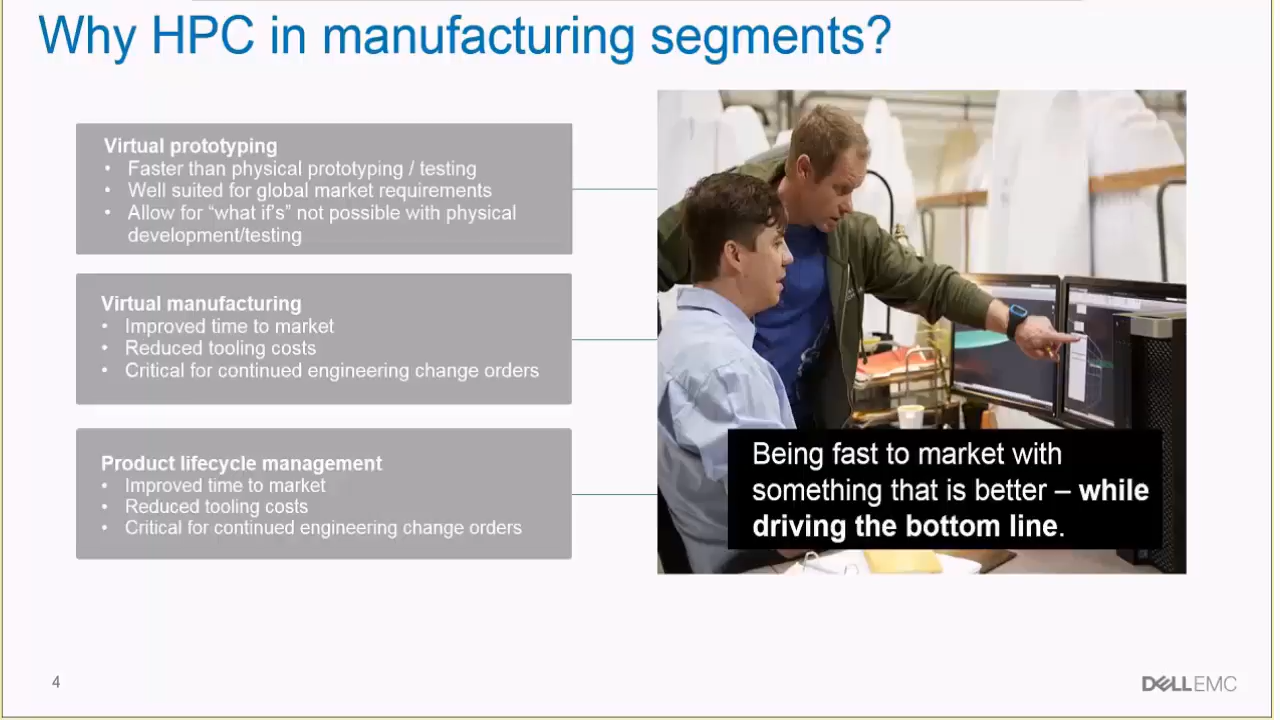 Why HPC in manufacturing segments?
Virtual prototyping
• Faster than physical prototyping / testing
• Well suited for global market requirements
• Allow for “what if’s” not possible with physical
development/testing
Virtual manufacturing
• Improved time to market
• Reduced tooling costs
• Critical for continued engineering change orders
Product lifecycle management
• Improved time to market
• Reduced tooling costs
• Critical for continued engineering change orders
Being fast to market with
something that is better – while
driving the bottom line.
4
DELLEMC